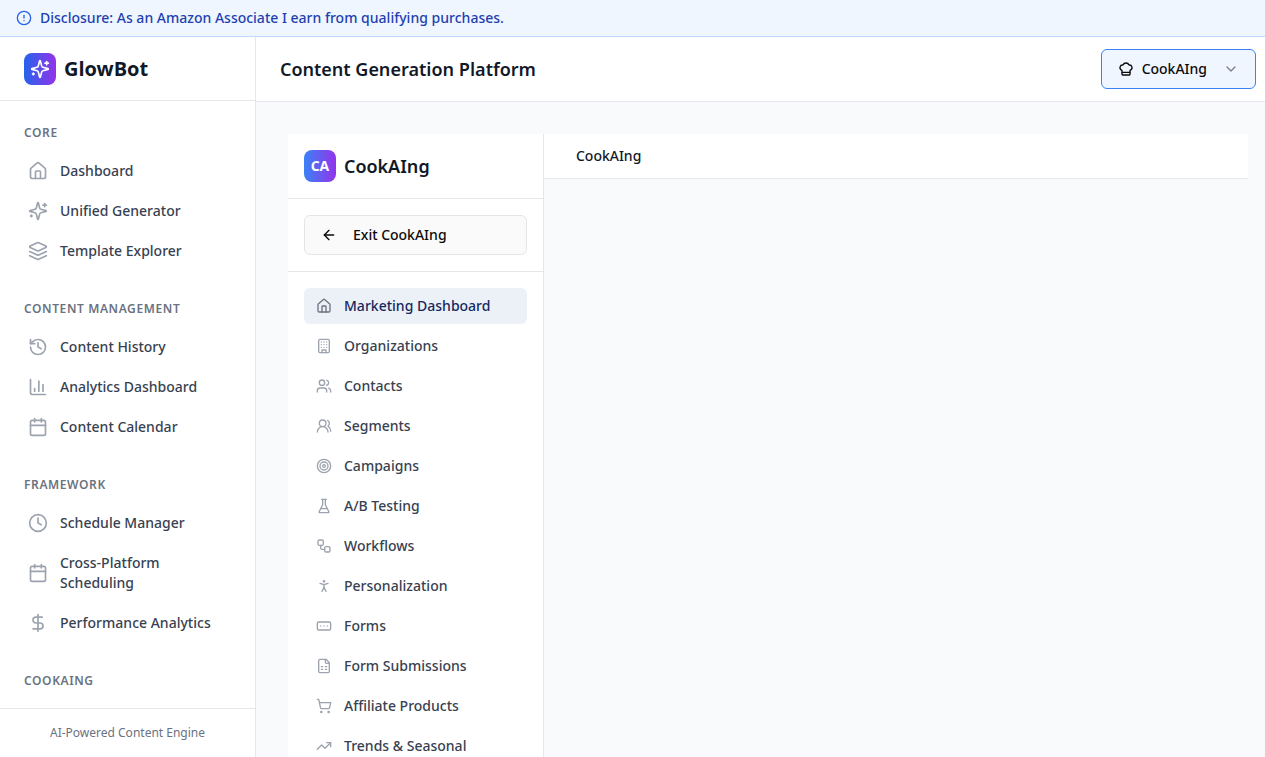 Disclosure: As an Amazon Associate I earn from qualifying purchases.
GlowBot
CORE
Dashboard
Unified Generator
Template Explorer
CONTENT MANAGEMENT
Content History
Analytics Dashboard
Content Calendar
FRAMEWORK
Schedule Manager
Cross-Platform
Scheduling
Performance Analytics
COOKAING
AI-Powered Content Engine
Content Generation Platform
CookAIng
CA
CookAIng
Exit CookAIng
Marketing Dashboard
Organizations
Contacts
Segments
Campaigns
A/B Testing
Workflows
Personalization
Forms
Form Submissions
Affiliate Products
Trends & Seasonal
CookAIng